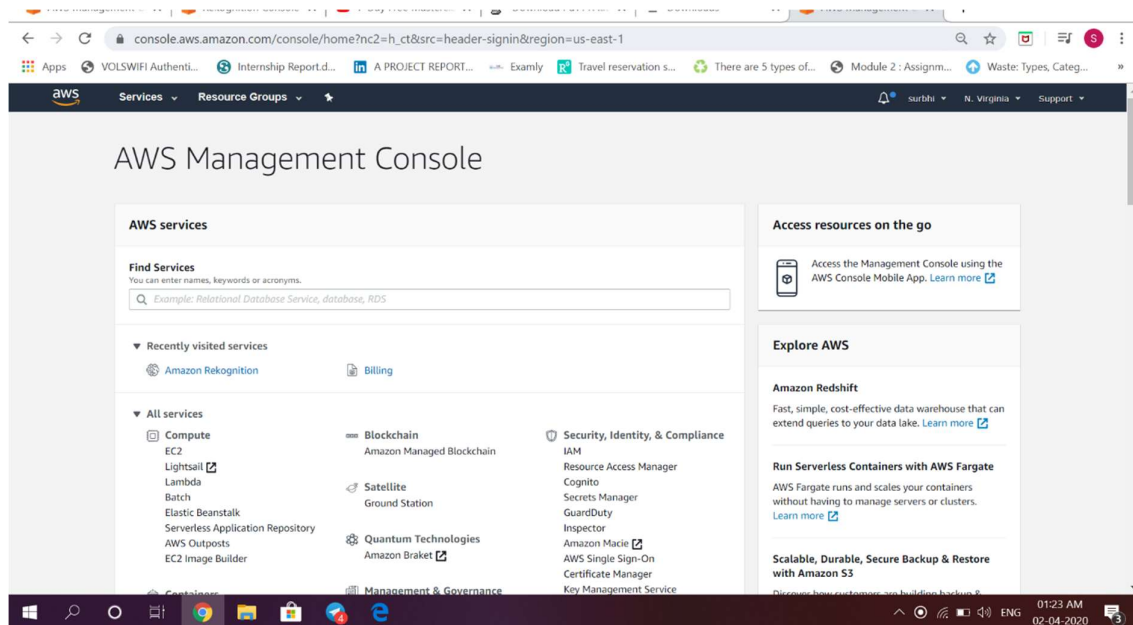 console.aws.amazon.com/console/home?nc2=h_ct&src=header-signin&region=us-east-1
S
Apps VOLSWIFI Authenti... Internship Report.d... A PROJECT REPORT... Examly Travel reservation s... There are 5 types of... Module 2 : Assignm... Waste: Types, Categ... »
aws Services Resource Groups surbhi N. Virginia Support
AWS Management Console
AWS services
Find Services
You can enter names, keywords or acronyms.
Example: Relational Database Service, database, RDS
Recently visited services
Amazon Rekognition Billing
All services
Compute
EC2
Lightsail
Lambda
Batch
Elastic Beanstalk
Serverless Application Repository
AWS Outposts
EC2 Image Builder
Containers
Blockchain
Amazon Managed Blockchain
Satellite
Ground Station
Quantum Technologies
Amazon Braket
Management & Governance
Security, Identity, & Compliance
IAM
Resource Access Manager
Cognito
Secrets Manager
GuardDuty
Inspector
Amazon Macie
AWS Single Sign-On
Certificate Manager
Key Management Service
Access resources on the go
Access the Management Console using the
AWS Console Mobile App. Learn more
Explore AWS
Amazon Redshift
Fast, simple, cost-effective data warehouse that can
extend queries to your data lake. Learn more
Run Serverless Containers with AWS Fargate
AWS Fargate runs and scales your containers
without having to manage servers or clusters.
Learn more
Scalable, Durable, Secure Backup & Restore
with Amazon S3
Discover how customers are building backup &
ENG 01:23 AM
02-04-2020
3